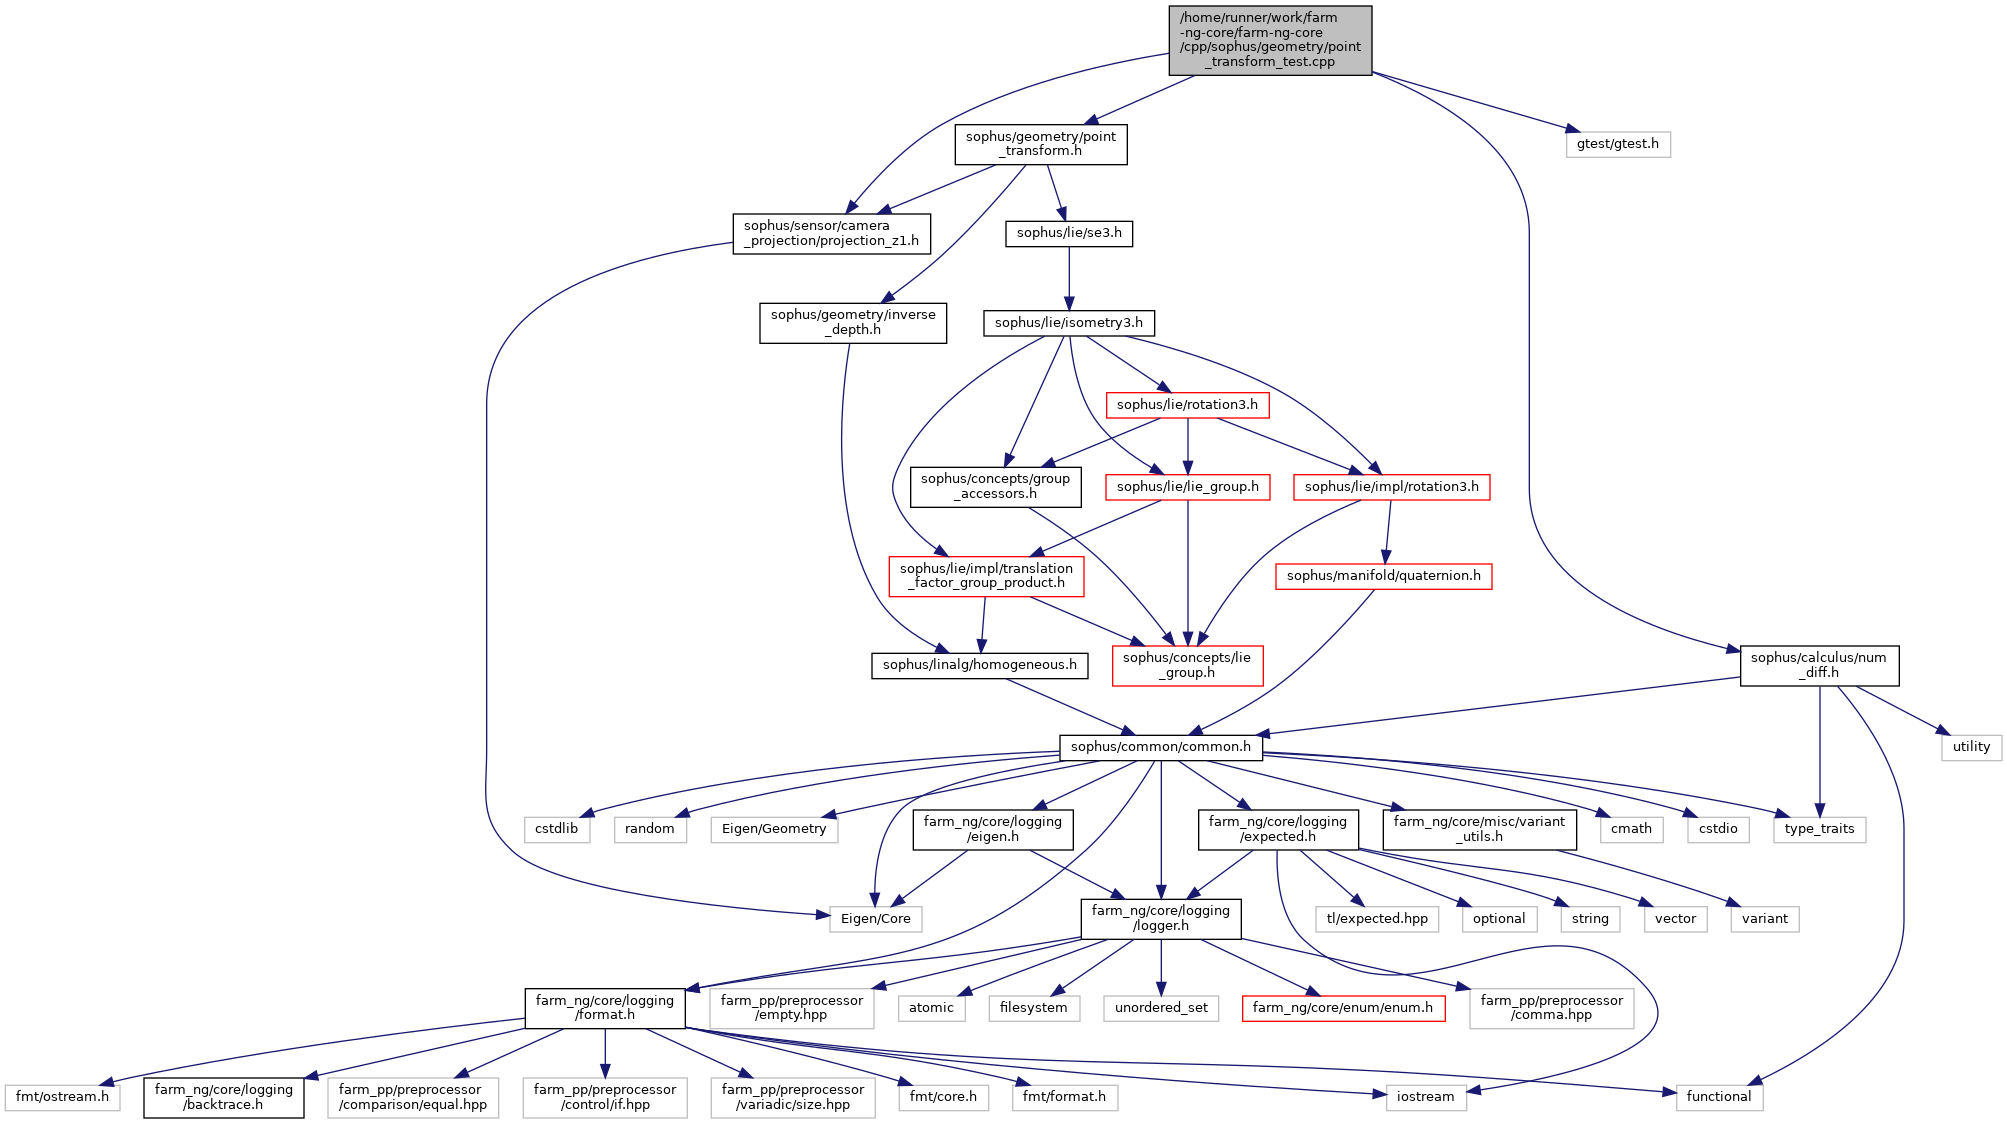 /home/runner/work/farm
-ng-core/farm-ng-core
/cpp/sophus/geometry/point
_transform_test.cpp
sophus/geometry/point
_transform.h
gtest/gtest.h
sophus/sensor/camera
_projection/projection_z1.h
sophus/lie/se3.h
sophus/geometry/inverse
_depth.h
sophus/lie/isometry3.h
sophus/lie/rotation3.h
sophus/concepts/group
_accessors.h
sophus/lie/lie_group.h
sophus/lie/impl/rotation3.h
sophus/lie/impl/translation
_factor_group_product.h
sophus/manifold/quaternion.h
sophus/linalg/homogeneous.h
sophus/concepts/lie
_group.h
sophus/calculus/num
_diff.h
sophus/common/common.h
utility
cstdlib
random
Eigen/Geometry
farm_ng/core/logging
/eigen.h
farm_ng/core/logging
/expected.h
farm_ng/core/misc/variant
_utils.h
cmath
cstdio
type_traits
Eigen/Core
farm_ng/core/logging
/logger.h
tl/expected.hpp
optional
string
vector
variant
farm_ng/core/logging
/format.h
farm_pp/preprocessor
/empty.hpp
atomic
filesystem
unordered_set
farm_ng/core/enum/enum.h
farm_pp/preprocessor
/comma.hpp
fmt/ostream.h
farm_ng/core/logging
/backtrace.h
farm_pp/preprocessor
/comparison/equal.hpp
farm_pp/preprocessor
/control/if.hpp
farm_pp/preprocessor
/variadic/size.hpp
fmt/core.h
fmt/format.h
iostream
functional